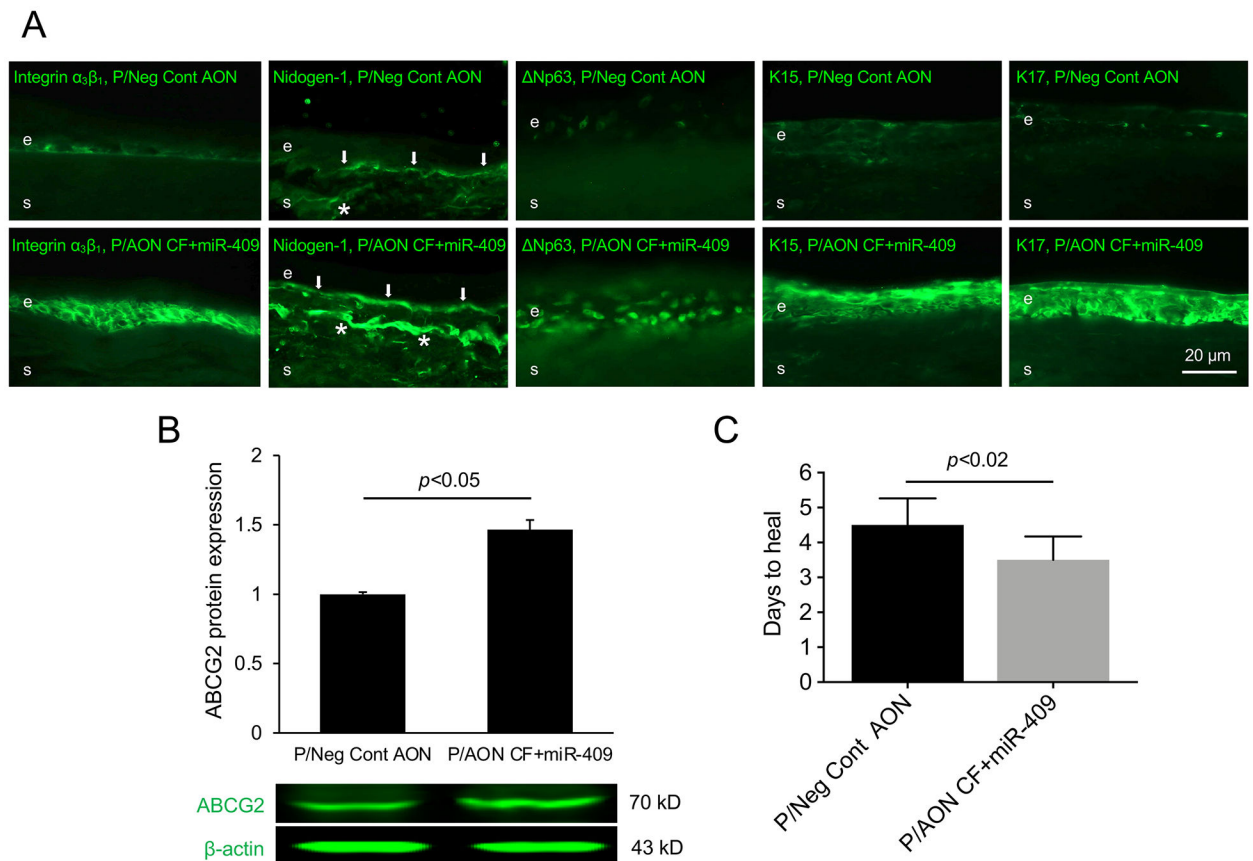 A
Integrin α₃β₁, P/Neg Cont AON
Nidogen-1, P/Neg Cont AON
ΔNp63, P/Neg Cont AON
K15, P/Neg Cont AON
K17, P/Neg Cont AON
e
e
e
e
e
*
s
s
s
s
s
Integrin α₃β₁, P/AON CF+miR-409
Nidogen-1, P/AON CF+miR-409
ΔNp63, P/AON CF+miR-409
K15, P/AON CF+miR-409
K17, P/AON CF+miR-409
e
e
e
e
e
* *
s
s
s
s
s
20 µm
B
ABCG2 protein expression
2
1.5
1
0.5
0
p<0.05
P/Neg Cont AON
P/AON CF+miR-409
ABCG2
70 kD
β-actin
43 kD
C
Days to heal
6
5
4
3
2
1
0
p<0.02
P/Neg Cont AON
P/AON CF+miR-409